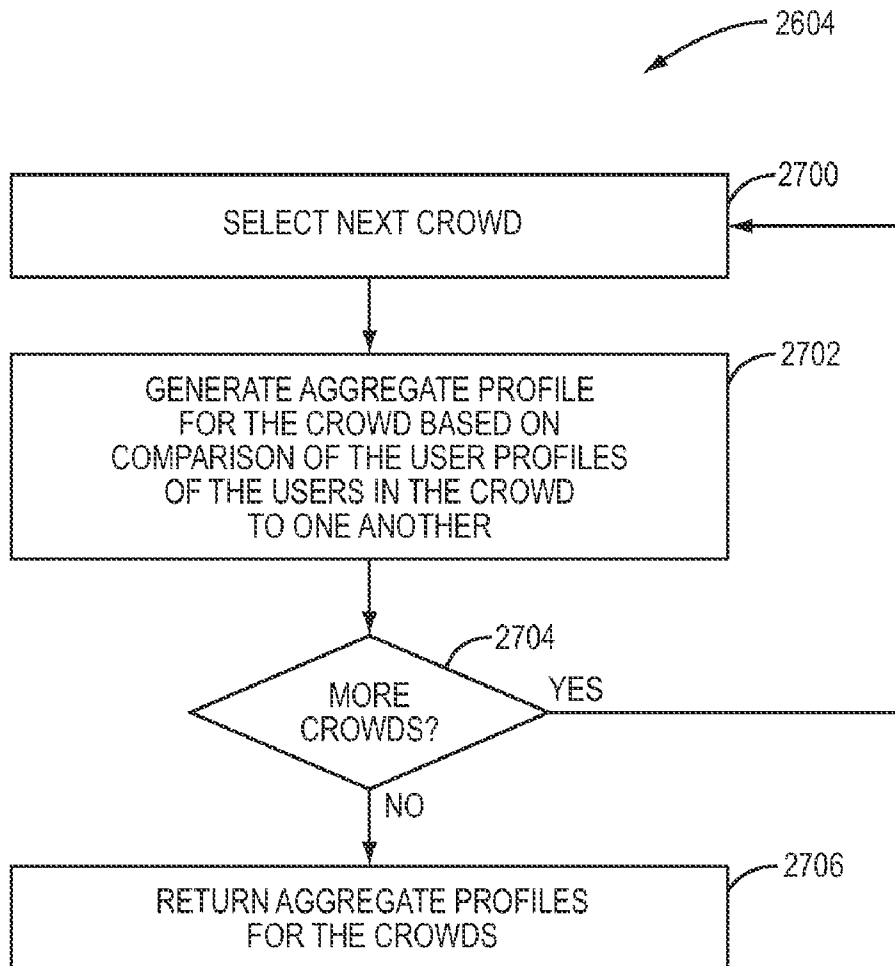 2604
2700
SELECT NEXT CROWD
2702
GENERATE AGGREGATE PROFILE
FOR THE CROWD BASED ON
COMPARISON OF THE USER PROFILES
OF THE USERS IN THE CROWD
TO ONE ANOTHER
2704
MORE
CROWDS?
YES
NO
2706
RETURN AGGREGATE PROFILES
FOR THE CROWDS